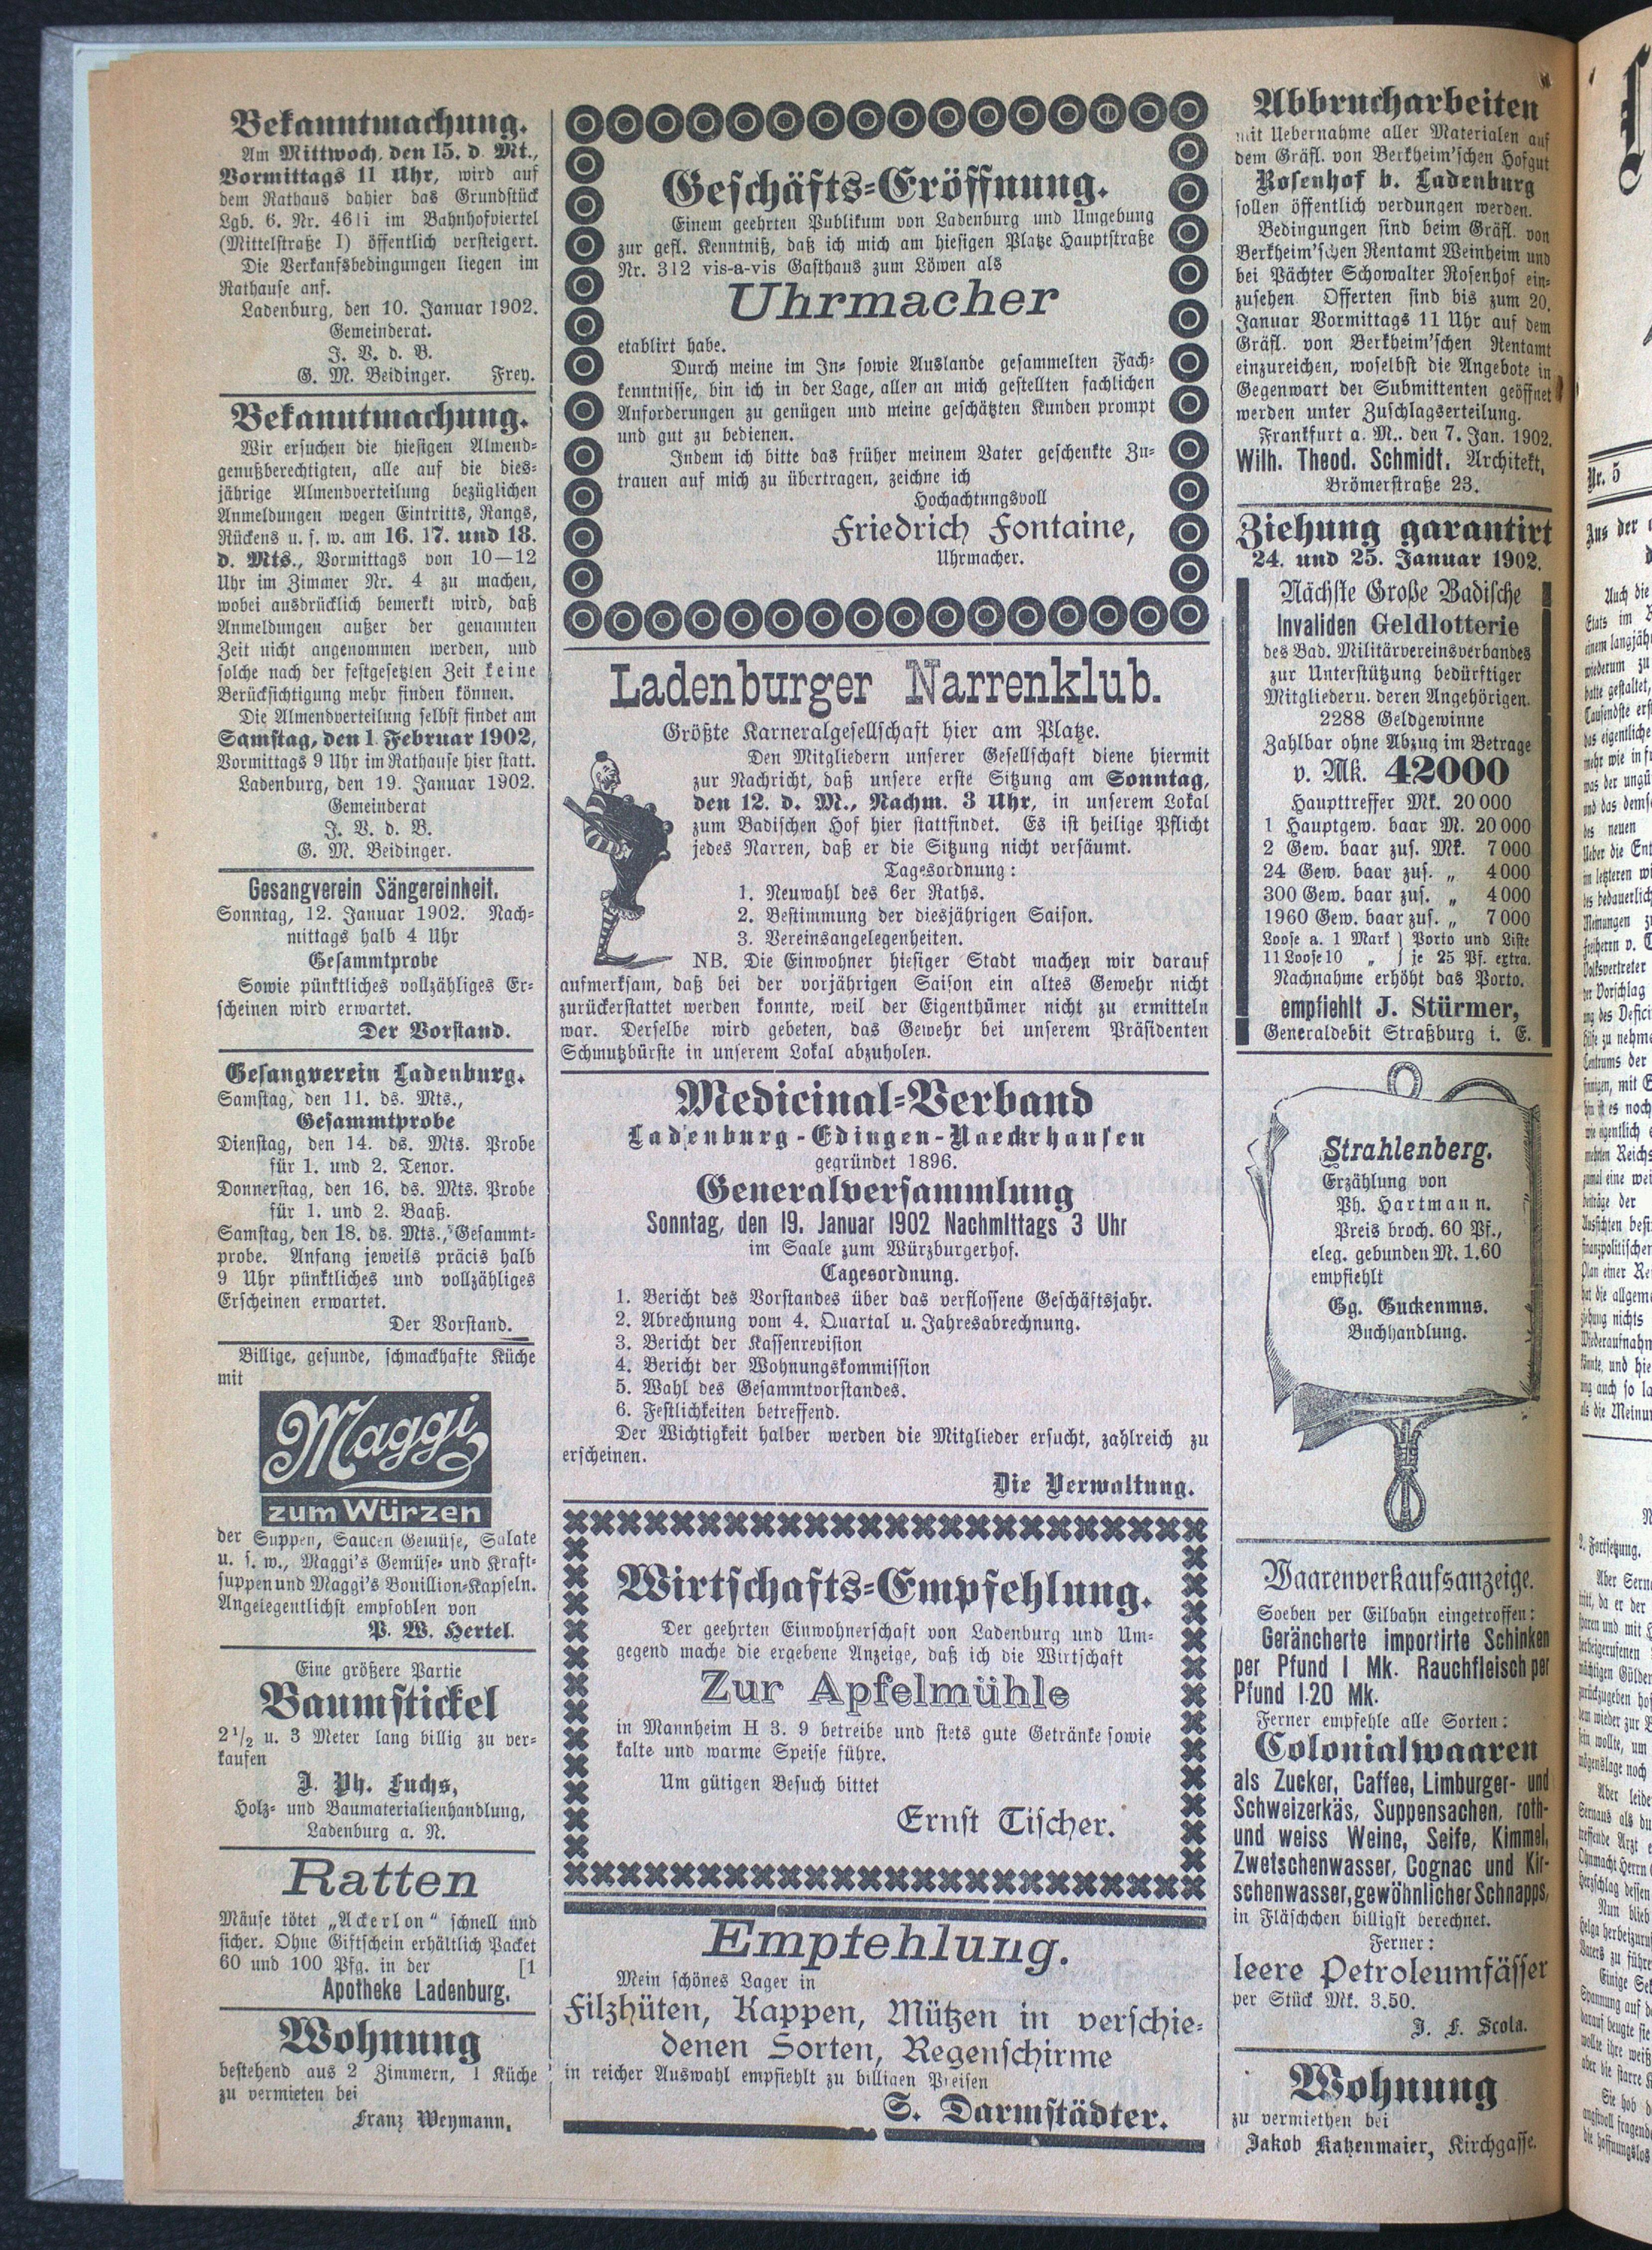 Bekanntmachung.
Am Mittwoch, den 15. d. Mt.,
Vormittags 11 Uhr, wird auf
dem Rathaus dahier das Grundstück
Lgb. 6. Nr. 461i im Bahnhofviertel
(Mittelstraße I) öffentlich versteigert.
Die Verkaufsbedingungen liegen im
Rathause auf.
Ladenburg, den 10. Januar 1902.
Gemeinderat.
J. V. d. B.
G. M. Beidinger. Frey.
Bekanntmachung.
Wir ersuchen die hiesigen Almend-
genußberechtigten, alle auf die dies-
jährige Almendverteilung bezüglichen
Anmeldungen wegen Eintritts, Rangs,
Rückens u. s. w. am 16. 17. und 18.
d. Mts., Vormittags von 10—12
Uhr im Zimmer Nr. 4 zu machen,
wobei ausdrücklich bemerkt wird, daß
Anmeldungen außer der genannten
Zeit nicht angenommen werden, und
solche nach der festgesetzten Zeit keine
Berücksichtigung mehr finden können.
Die Almendverteilung selbst findet am
Samstag, den 1. Februar 1902,
Vormittags 9 Uhr im Rathause hier statt.
Ladenburg, den 19. Januar 1902.
Gemeinderat
J. V. d. B.
G. M. Beidinger.
Gesangverein Sängereinheit.
Sonntag, 12. Januar 1902. Nach-
mittags halb 4 Uhr
Gesammtprobe
Sowie pünktliches vollzähliges Er-
scheinen wird erwartet.
Der Vorstand.
Gesangverein Ladenburg.
Samstag, den 11. ds. Mts.,
Gesammtprobe
Dienstag, den 14. ds. Mts. Probe
für 1. und 2. Tenor.
Donnerstag, den 16. ds. Mts. Probe
für 1. und 2. Baaß.
Samstag, den 18. ds. Mts., Gesammt-
probe. Anfang jeweils präcis halb
9 Uhr pünktliches und vollzähliges
Erscheinen erwartet.
Der Vorstand.
Billige, gesunde, schmackhafte Küche
mit
Maggi
zum Würzen
der Suppen, Saucen Gemüse, Salate
u. s. w., Maggi's Gemüse- und Kraft-
suppen und Maggi's Bouillion-Kapseln.
Angelegentlichst empfohlen von
P. W. Hertel.
Eine größere Partie
Baumstickel
2 1/2 u. 3 Meter lang billig zu ver-
kaufen
J. Ph. Fuchs,
Holz- und Baumaterialienhandlung,
Ladenburg a. N.
Ratten
Mäuse tötet „Ackerlon" schnell und
sicher. Ohne Giftschein erhältlich Packet
60 und 100 Pfg. in der [1
Apotheke Ladenburg.
Wohnung
bestehend aus 2 Zimmern, 1 Küche
zu vermieten bei
Franz Weymann.
Geschäfts-Eröffnung.
Einem geehrten Publikum von Ladenburg und Umgebung
zur gefl. Kenntniß, daß ich mich am hiesigen Platze Hauptstraße
Nr. 312 vis-a-vis Gasthaus zum Löwen als
Uhrmacher
etablirt habe.
Durch meine im In- sowie Auslande gesammelten Fach-
kenntnisse, bin ich in der Lage, allen an mich gestellten fachlichen
Anforderungen zu genügen und meine geschätzten Kunden prompt
und gut zu bedienen.
Indem ich bitte das früher meinem Vater geschenkte Zu-
trauen auf mich zu übertragen, zeichne ich
Hochachtungsvoll
Friedrich Fontaine,
Uhrmacher.
Ladenburger Narrenklub.
Größte Karneralgesellschaft hier am Platze.
Den Mitgliedern unserer Gesellschaft diene hiermit
zur Nachricht, daß unsere erste Sitzung am Sonntag,
den 12. d. M., Nachm. 3 Uhr, in unserem Lokal
zum Badischen Hof hier stattfindet. Es ist heilige Pflicht
jedes Narren, daß er die Sitzung nicht versäumt.
Tagesordnung:
1. Neuwahl des 6er Raths.
2. Bestimmung der diesjährigen Saison.
3. Vereinsangelegenheiten.
NB. Die Einwohner hiesiger Stadt machen wir darauf
aufmerksam, daß bei der vorjährigen Saison ein altes Gewehr nicht
zurückerstattet werden konnte, weil der Eigenthümer nicht zu ermitteln
war. Derselbe wird gebeten, das Gewehr bei unserem Präsidenten
Schmutzbürste in unserem Lokal abzuholen.
Medicinal-Verband
Ladenburg-Edingen-Naeckrhausen
gegründet 1896.
Generalversammlung
Sonntag, den 19. Januar 1902 Nachmittags 3 Uhr
im Saale zum Würzburgerhof.
Tagesordnung.
1. Bericht des Vorstandes über das verflossene Geschäftsjahr.
2. Abrechnung vom 4. Quartal u. Jahresabrechnung.
3. Bericht der Kassenrevision
4. Bericht der Wohnungskommission
5. Wahl des Gesammtvorstandes.
6. Festlichkeiten betreffend.
Der Wichtigkeit halber werden die Mitglieder ersucht, zahlreich zu
erscheinen.
Die Verwaltung.
Wirtschafts-Empfehlung.
Der geehrten Einwohnerschaft von Ladenburg und Um-
gegend mache die ergebene Anzeige, daß ich die Wirtschaft
Zur Apfelmühle
in Mannheim H 3. 9 betreibe und stets gute Getränke sowie
kalte und warme Speise führe.
Um gütigen Besuch bittet
Ernst Tischer.
Empfehlung.
Mein schönes Lager in
Filzhüten, Kappen, Mützen in verschie-
denen Sorten, Regenschirme
in reicher Auswahl empfiehlt zu billigen Preisen
S. Darmstädter.
Abbrucharbeiten
mit Uebernahme aller Materialen auf
dem Gräfl. von Berkheim'schen Hofgut
Rosenhof b. Ladenburg
sollen öffentlich verdungen werden.
Bedingungen sind beim Gräfl. von
Berkheim'schen Rentamt Weinheim und
bei Pächter Schowalter Rosenhof ein-
zusehen Offerten sind bis zum 20.
Januar Vormittags 11 Uhr auf dem
Gräfl. von Berkheim'schen Rentamt
einzureichen, woselbst die Angebote in
Gegenwart der Submittenten geöffnet
werden unter Zuschlagserteilung.
Frankfurt a. M., den 7. Jan. 1902.
Wilh. Theod. Schmidt. Architekt,
Brömerstraße 23.
Ziehung garantirt
24. und 25. Januar 1902.
Nächste Große Badische
Invaliden Geldlotterie
des Bad. Militärvereinsverbandes
zur Unterstützung bedürftiger
Mitglieder u. deren Angehörigen.
2288 Geldgewinne
Zahlbar ohne Abzug im Betrage
v. Mk. 42000
Haupttreffer Mk. 20 000
1 Hauptgew. baar M. 20 000
2 Gew. baar zus. Mk. 7 000
24 Gew. baar zus. „ 4 000
300 Gew. baar zus. „ 4 000
1960 Gew. baar zus. „ 7 000
Loose a. 1 Mark } Porto und Liste
11 Loose 10 „ } je 25 Pf. extra.
Nachnahme erhöht das Porto.
empfiehlt J. Stürmer,
Generaldebit Straßburg i. E.
Strahlenberg.
Erzählung von
Ph. Hartmann.
Preis broch. 60 Pf.,
eleg. gebunden M. 1.60
empfiehlt
Gg. Guckenmus.
Buchhandlung.
Waarenverkaufsanzeige.
Soeben per Eilbahn eingetroffen:
Geräncherte importirte Schinken
per Pfund 1 Mk. Rauchfleisch per
Pfund 1.20 Mk.
Ferner empfehle alle Sorten:
Colonialwaaren
als Zucker, Caffee, Limburger- und
Schweizerkäs, Suppensachen, roth-
und weiss Weine, Seife, Kimmel,
Zwetschenwasser, Cognac und Kir-
schenwasser, gewöhnlicher Schnapps,
in Fläschchen billigst berechnet.
Ferner:
leere Petroleumfässer
per Stück Mk. 3.50.
J. F. Scola.
Wohnung
zu vermiethen bei
Jakob Katzenmaier, Kirchgasse.
Nr. 5
Aus der
Auch die